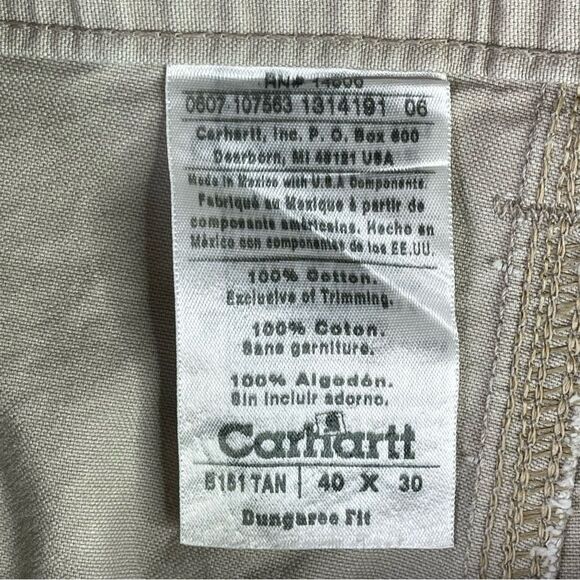 RN# 14806
0607 107563 1314191 06
Carhartt, Inc. P. O. Box 600
Dearborn, MI 48121 USA
Made in Mexico with U.S.A Components.
Fabriqué au Mexique à partir de
composants américains. Hecho en
México con componentes de los EE.UU.
100% Cotton.
Exclusive of Trimming.
100% Coton.
Sans garniture.
100% Algodón.
Sin incluir adorno.
Carhartt
B151 TAN | 40 X 30
Dungaree Fit